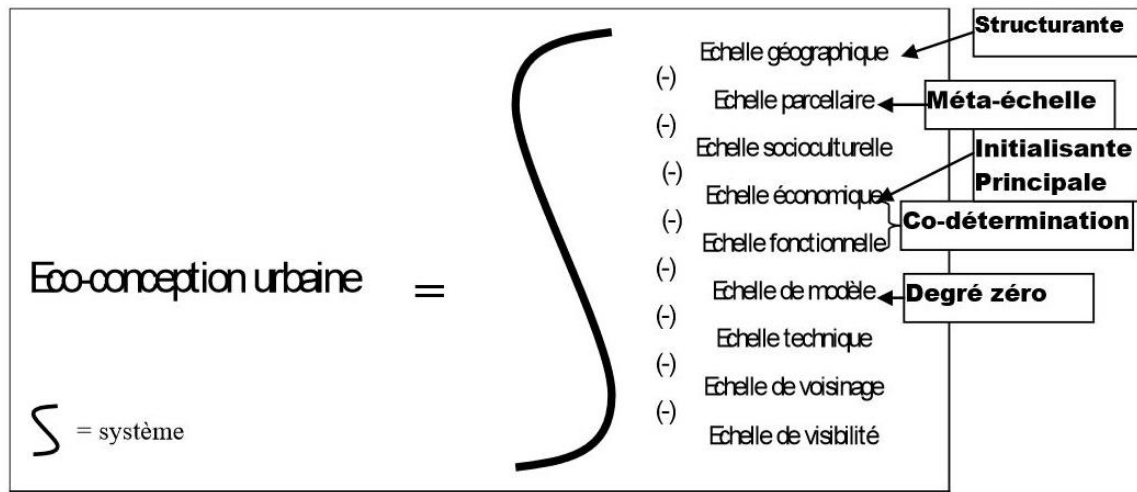 Structurante
Echelle géographique
(-)
Echelle parcellaire
Méta-échelle
(-)
Echelle socioculturelle
Initialisante
Principale
(-)
Echelle économique
(-)
Co-détermination
Echelle fonctionnelle
(-)
Eco-conception urbaine =
Echelle de modèle
Degré zéro
(-)
Echelle technique
(-)
Echelle de voisinage
(-)
= système
Echelle de visibilité